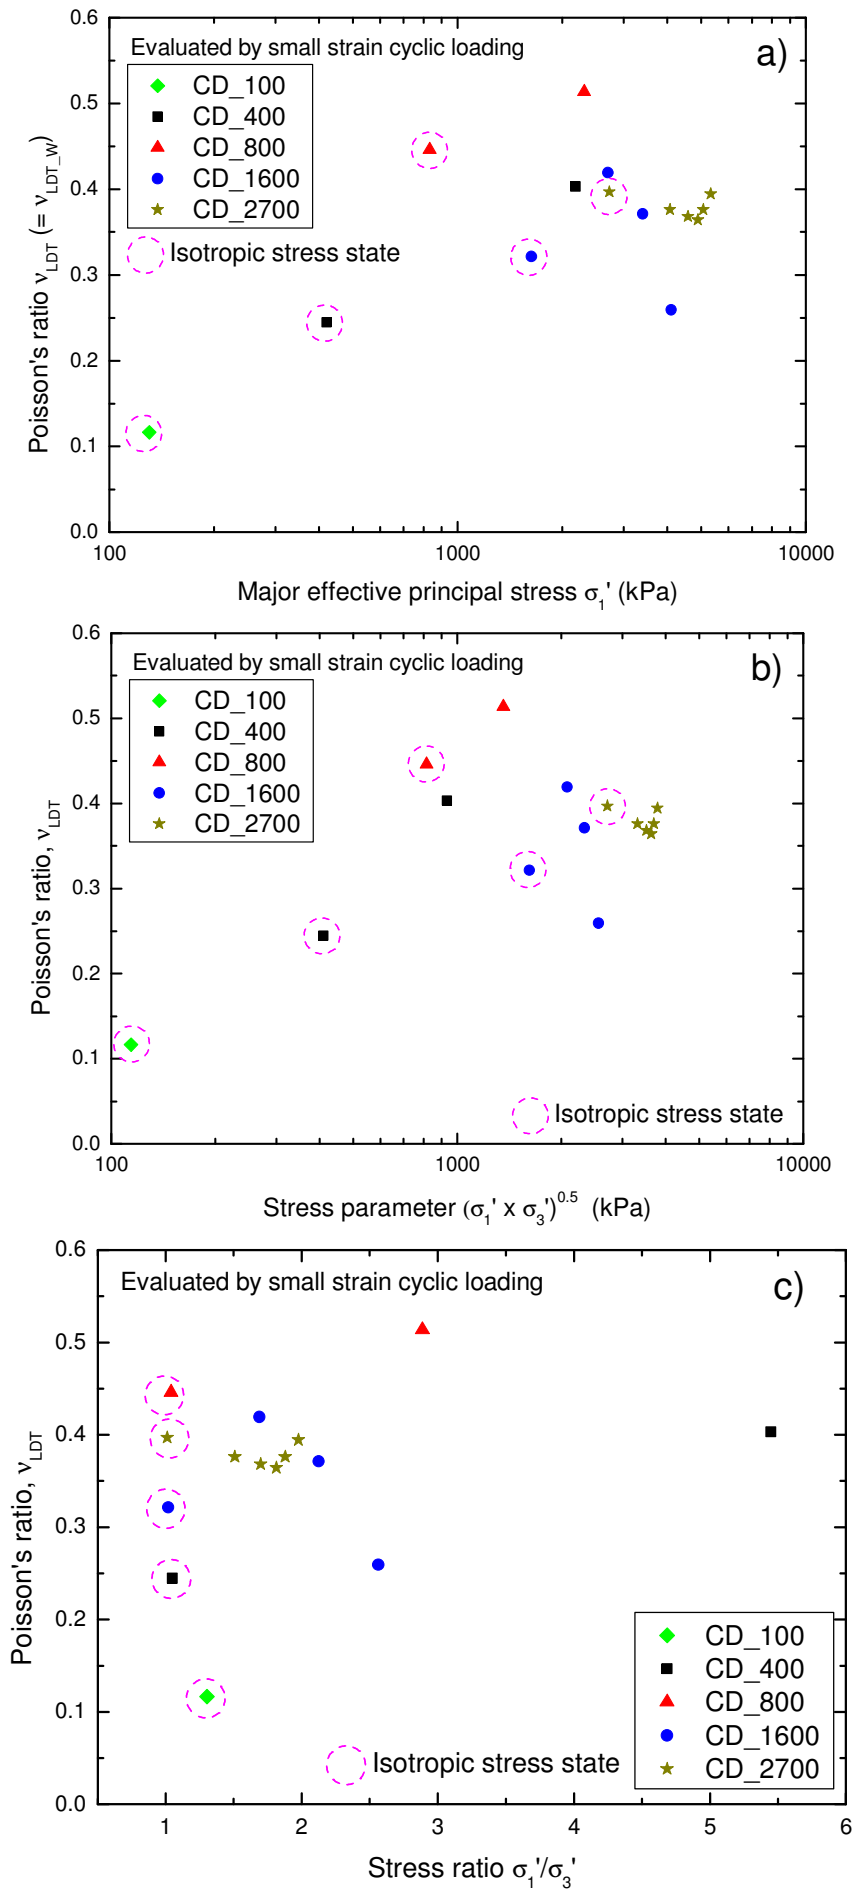 Evaluated by small strain cyclic loading
a)
CD_100
CD_400
CD_800
CD_1600
CD_2700
Isotropic stress state
Poisson's ratio ν_LDT (= ν_LDT_W)
0.6
0.5
0.4
0.3
0.2
0.1
0.0
100 1000 10000
Major effective principal stress σ₁' (kPa)
Evaluated by small strain cyclic loading
b)
CD_100
CD_400
CD_800
CD_1600
CD_2700
Isotropic stress state
Poisson's ratio, ν_LDT
0.6
0.5
0.4
0.3
0.2
0.1
0.0
100 1000 10000
Stress parameter (σ₁' x σ₃')^0.5 (kPa)
Evaluated by small strain cyclic loading
c)
CD_100
CD_400
CD_800
CD_1600
CD_2700
Isotropic stress state
Poisson's ratio, ν_LDT
0.6
0.5
0.4
0.3
0.2
0.1
0.0
1 2 3 4 5 6
Stress ratio σ₁'/σ₃'